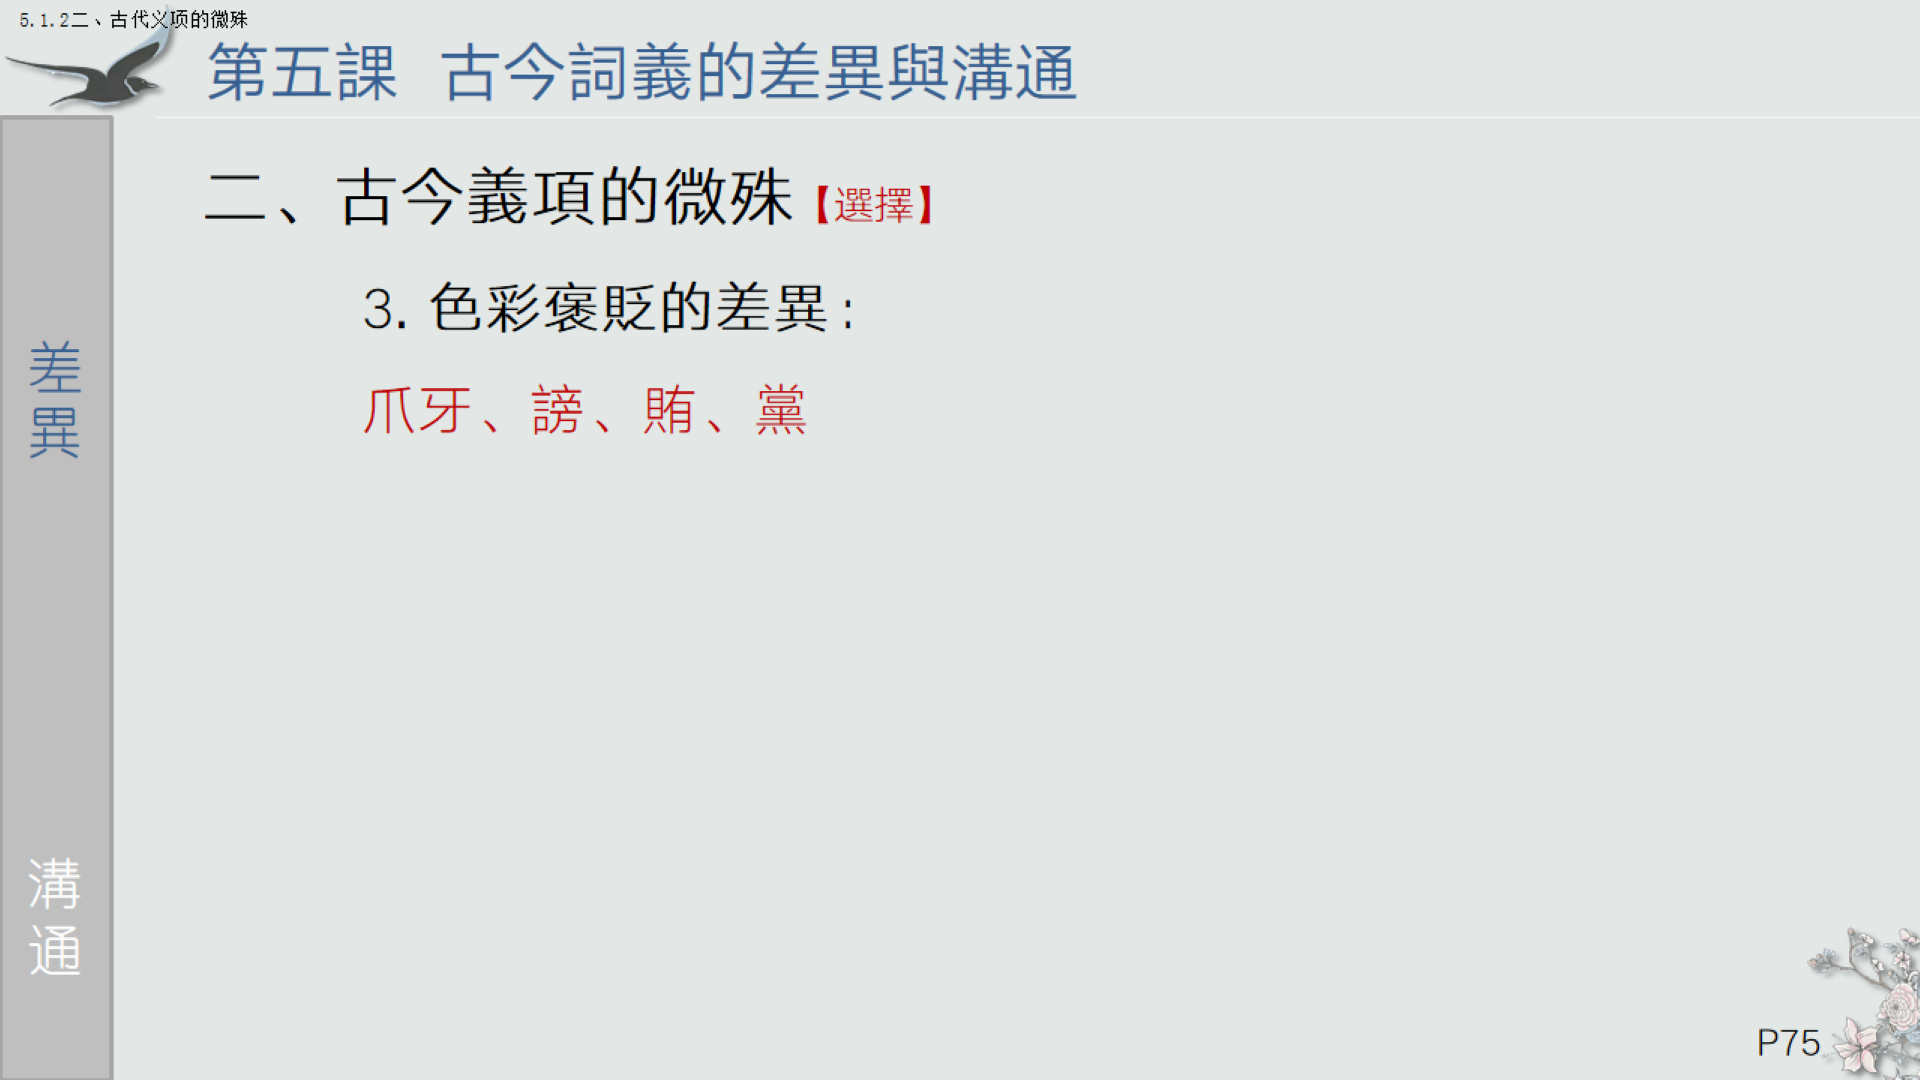 5.1.2二、古代义项的微殊
第五課 古今詞義的差異與溝通
二、古今義項的微殊【選擇】
3. 色彩褒貶的差異:
爪牙、謗、賄、黨
差異
溝通
P75